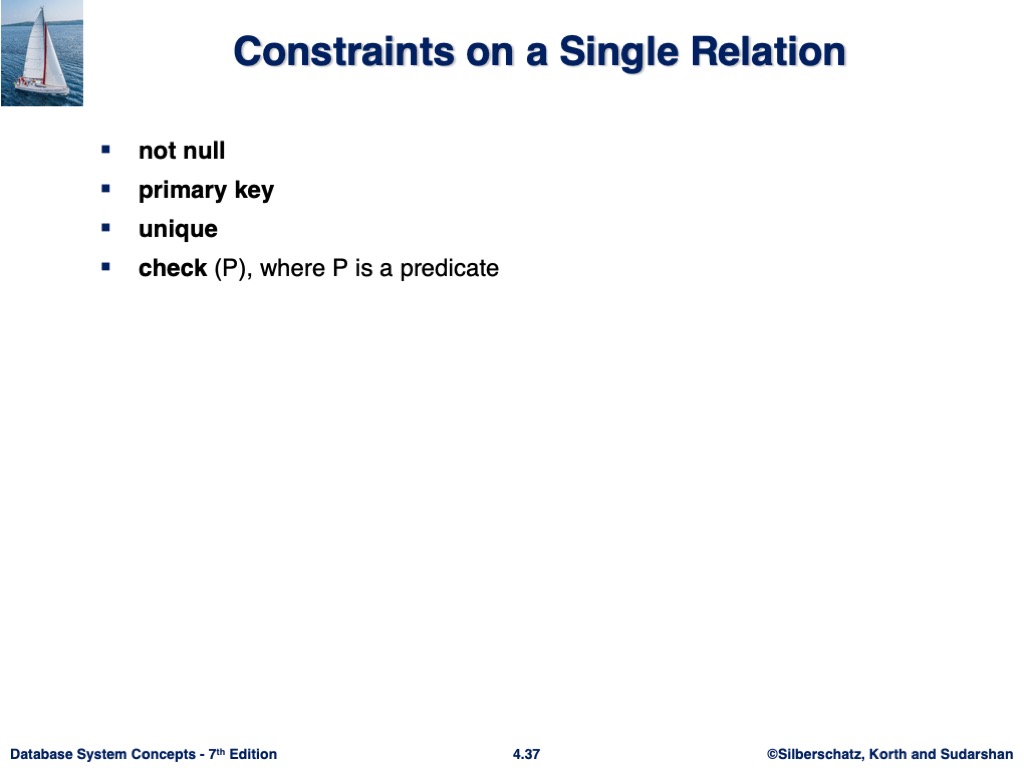 Constraints on a Single Relation
▪ not null
▪ primary key
▪ unique
▪ check (P), where P is a predicate
Database System Concepts - 7th Edition
4.37
©Silberschatz, Korth and Sudarshan